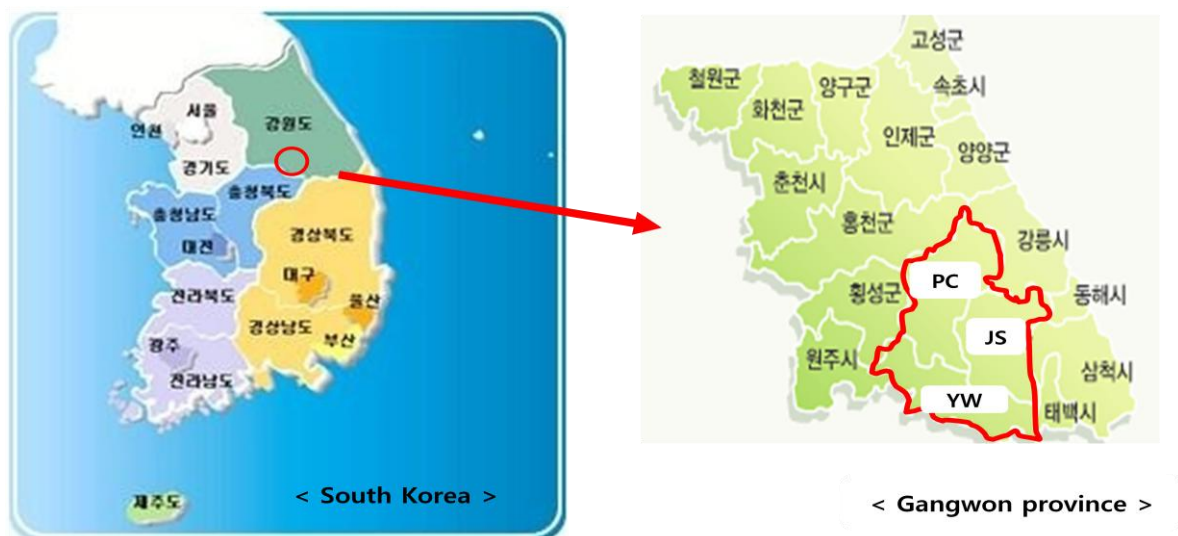 서울
인천
강원도
경기도
충청북도
충청남도
대전
경상북도
대구
전라북도
울산
경상남도
부산
광주
전라남도
제주도
< South Korea >
고성군
철원군
양구군
속초시
화천군
인제군
양양군
춘천시
홍천군
강릉시
PC
횡성군
동해시
JS
원주시
삼척시
YW
태백시
< Gangwon province >